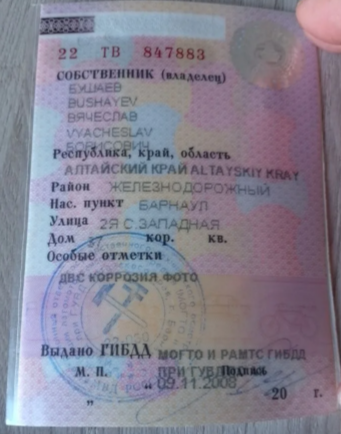 22 ТВ 847883
СОБСТВЕННИК (владелец)
БУШАЕВ
BUSHAYEV
ВЯЧЕСЛАВ
VYACHESLAV
БОРИСОВИЧ
Республика, край, область
АЛТАЙСКИЙ КРАЙ ALTAYSKIY KRAY
Район ЖЕЛЕЗНОДОРОЖНЫЙ
Нас. пункт БАРНАУЛ
Улица 2Я С.ЗАПАДНАЯ
Дом 37 кор. кв.
Особые отметки
ДВС КОРРОЗИЯ ФОТО
Выдано ГИБДД МОГТО И РАМТС ГИБДД
М. П. ПРИ ГУВД Подпись
„ 09.11.2008
„ 20 г.